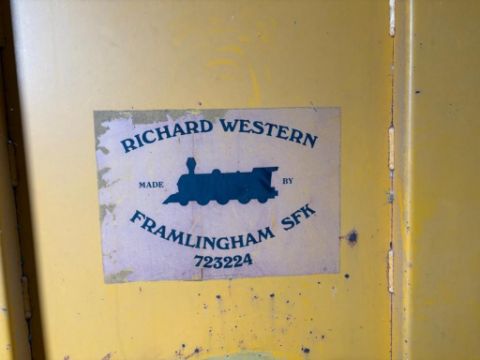 RICHARD WESTERN
MADE BY
FRAMLINGHAM SFK
723224